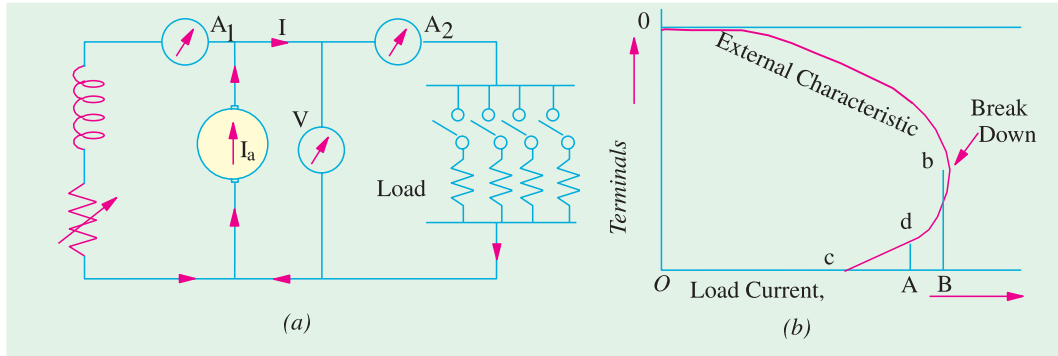 A1
I
A2
V
Ia
Load
(a)
0
External Characteristic
Break
Down
b
Terminals
d
c
O
Load Current,
A
B
(b)